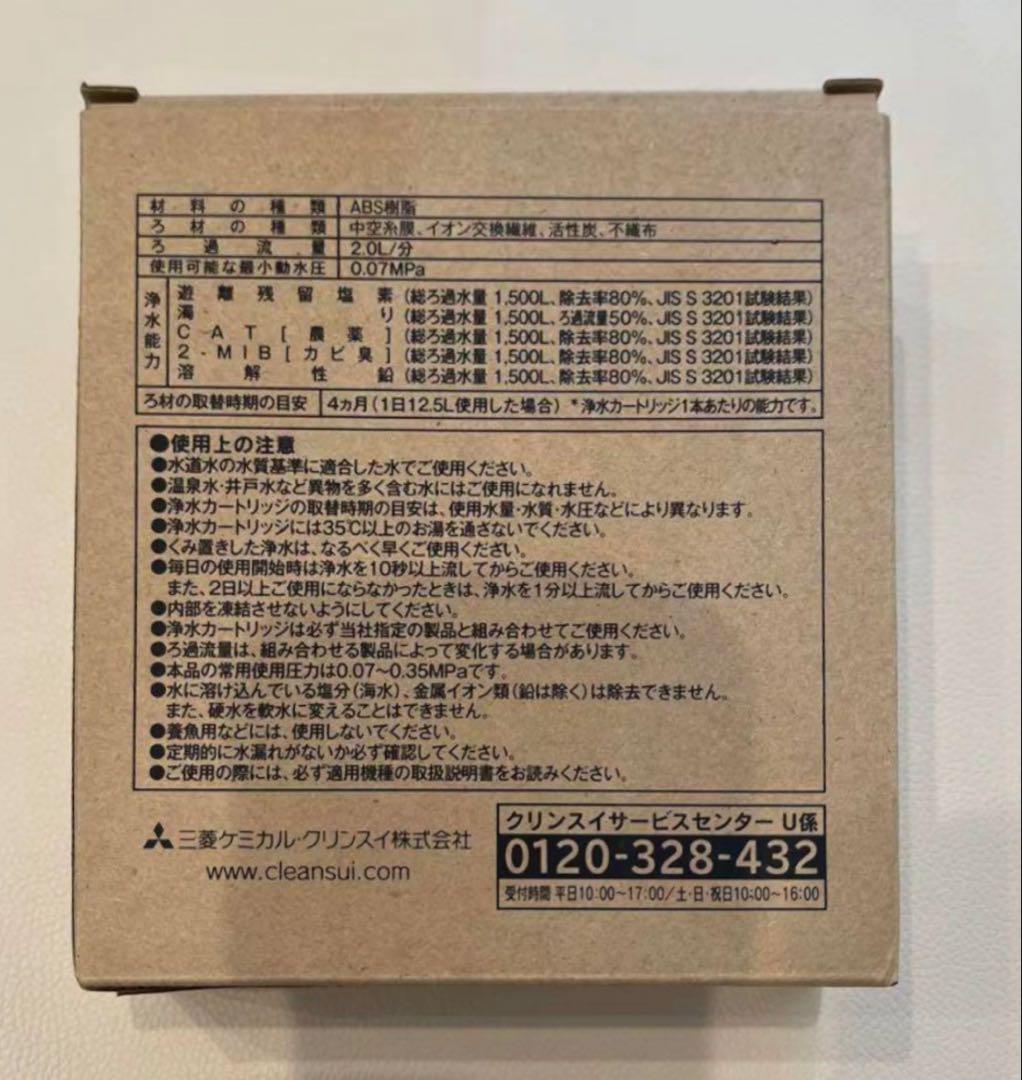 材料の種類 ABS樹脂
ろ材の種類 中空糸膜、イオン交換繊維、活性炭、不織布
ろ過流量 2.0L/分
使用可能な最小動水圧 0.07MPa
浄水能力
遊離残留塩素 (総ろ過水量 1,500L、除去率80%、JIS S 3201試験結果)
濁り (総ろ過水量 1,500L、ろ過流量50%、JIS S 3201試験結果)
CAT[農薬] (総ろ過水量 1,500L、除去率80%、JIS S 3201試験結果)
2-MIB[カビ臭] (総ろ過水量 1,500L、除去率80%、JIS S 3201試験結果)
溶解性鉛 (総ろ過水量 1,500L、除去率80%、JIS S 3201試験結果)
ろ材の取替時期の目安 4ヵ月(1日12.5L使用した場合) *浄水カートリッジ1本あたりの能力です。
●使用上の注意
●水道水の水質基準に適合した水でご使用ください。
●温泉水・井戸水など異物を多く含む水にはご使用になれません。
●浄水カートリッジの取替時期の目安は、使用水量・水質・水圧などにより異なります。
●浄水カートリッジには35℃以上のお湯を通さないでください。
●くみ置きした浄水は、なるべく早くご使用ください。
●毎日の使用開始時は浄水を10秒以上流してからご使用ください。
また、2日以上ご使用にならなかったときは、浄水を1分以上流してからご使用ください。
●内部を凍結させないようにしてください。
●浄水カートリッジは必ず当社指定の製品と組み合わせてご使用ください。
●ろ過流量は、組み合わせる製品によって変化する場合があります。
●本品の常用使用圧力は0.07〜0.35MPaです。
●水に溶け込んでいる塩分(海水)、金属イオン類(鉛は除く)は除去できません。
また、硬水を軟水に変えることはできません。
●養魚用などには、使用しないでください。
●定期的に水漏れがないか必ず確認してください。
●ご使用の際には、必ず適用機種の取扱説明書をお読みください。
三菱ケミカル・クリンスイ株式会社
www.cleansui.com
クリンスイサービスセンター U係
0120-328-432
受付時間 平日10:00〜17:00/土・日・祝日10:00〜16:00